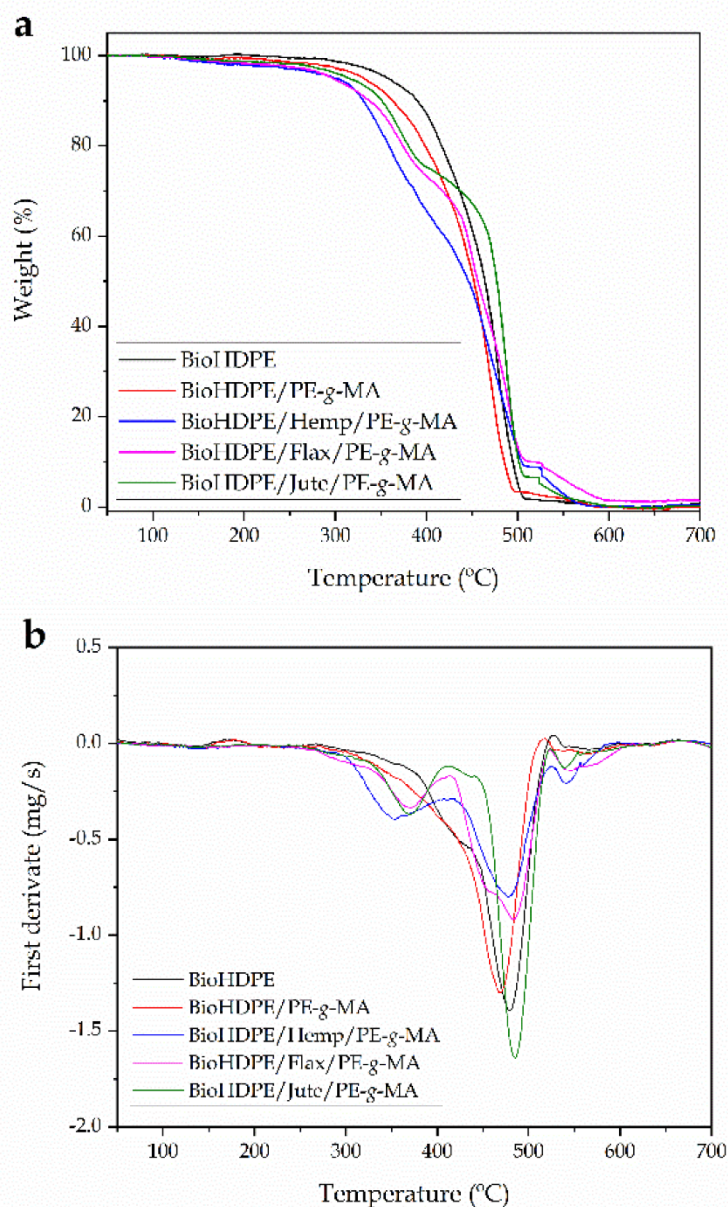 a
100
80
60
40
20
0
Weight (%)
BioHDPE
BioHDPE/PE-g-MA
BioHDPE/Hemp/PE-g-MA
BioHDPE/Flax/PE-g-MA
BioHDPE/Jute/PE-g-MA
100 200 300 400 500 600 700
Temperature (ºC)
b
0.5
0.0
-0.5
-1.0
-1.5
-2.0
First derivate (mg/s)
BioHDPE
BioHDPE/PE-g-MA
BioHDPE/Hemp/PE-g-MA
BioHDPE/Flax/PE-g-MA
BioHDPE/Jute/PE-g-MA
100 200 300 400 500 600 700
Temperature (ºC)